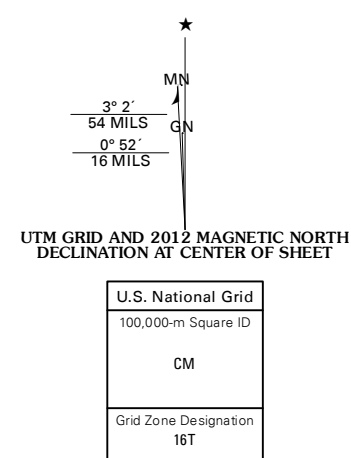 ★
MN
3° 2´
54 MILS
GN
0° 52´
16 MILS
UTM GRID AND 2012 MAGNETIC NORTH
DECLINATION AT CENTER OF SHEET
U.S. National Grid
100,000-m Square ID
CM
Grid Zone Designation
16T